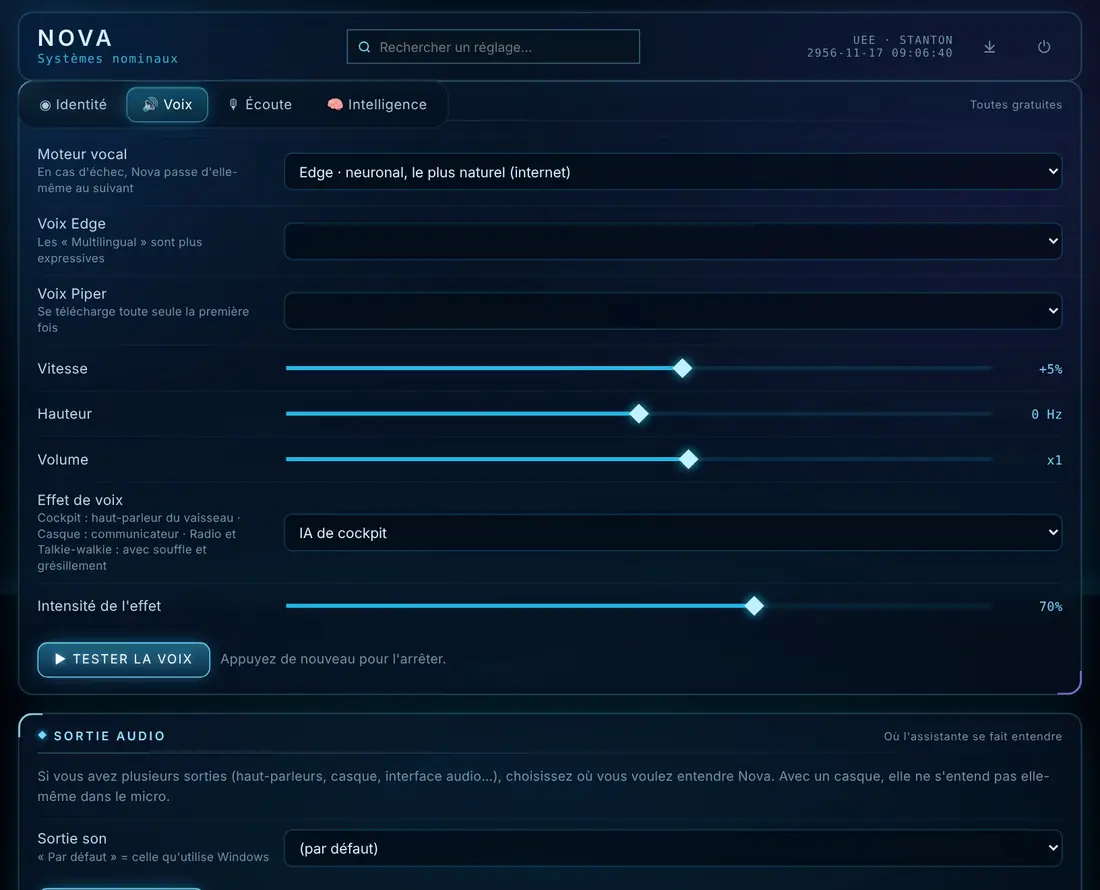 NOVA
Systèmes nominaux
Rechercher un réglage...
UEE · STANTON
2956-11-17 09:06:40
Identité
Voix
Écoute
Intelligence
Toutes gratuites
Moteur vocal
En cas d'échec, Nova passe d'elle-
même au suivant
Edge · neuronal, le plus naturel (internet)
Voix Edge
Les « Multilingual » sont plus
expressives
Voix Piper
Se télécharge toute seule la première
fois
Vitesse
+5%
Hauteur
0 Hz
Volume
x1
Effet de voix
Cockpit : haut-parleur du vaisseau ·
Casque : communicateur · Radio et
Talkie-walkie : avec souffle et
grésillement
IA de cockpit
Intensité de l'effet
70%
TESTER LA VOIX
Appuyez de nouveau pour l'arrêter.
SORTIE AUDIO
Où l'assistante se fait entendre
Si vous avez plusieurs sorties (haut-parleurs, casque, interface audio...), choisissez où vous voulez entendre Nova. Avec un casque, elle ne s'entend pas elle-
même dans le micro.
Sortie son
« Par défaut » = celle qu'utilise Windows
(par défaut)